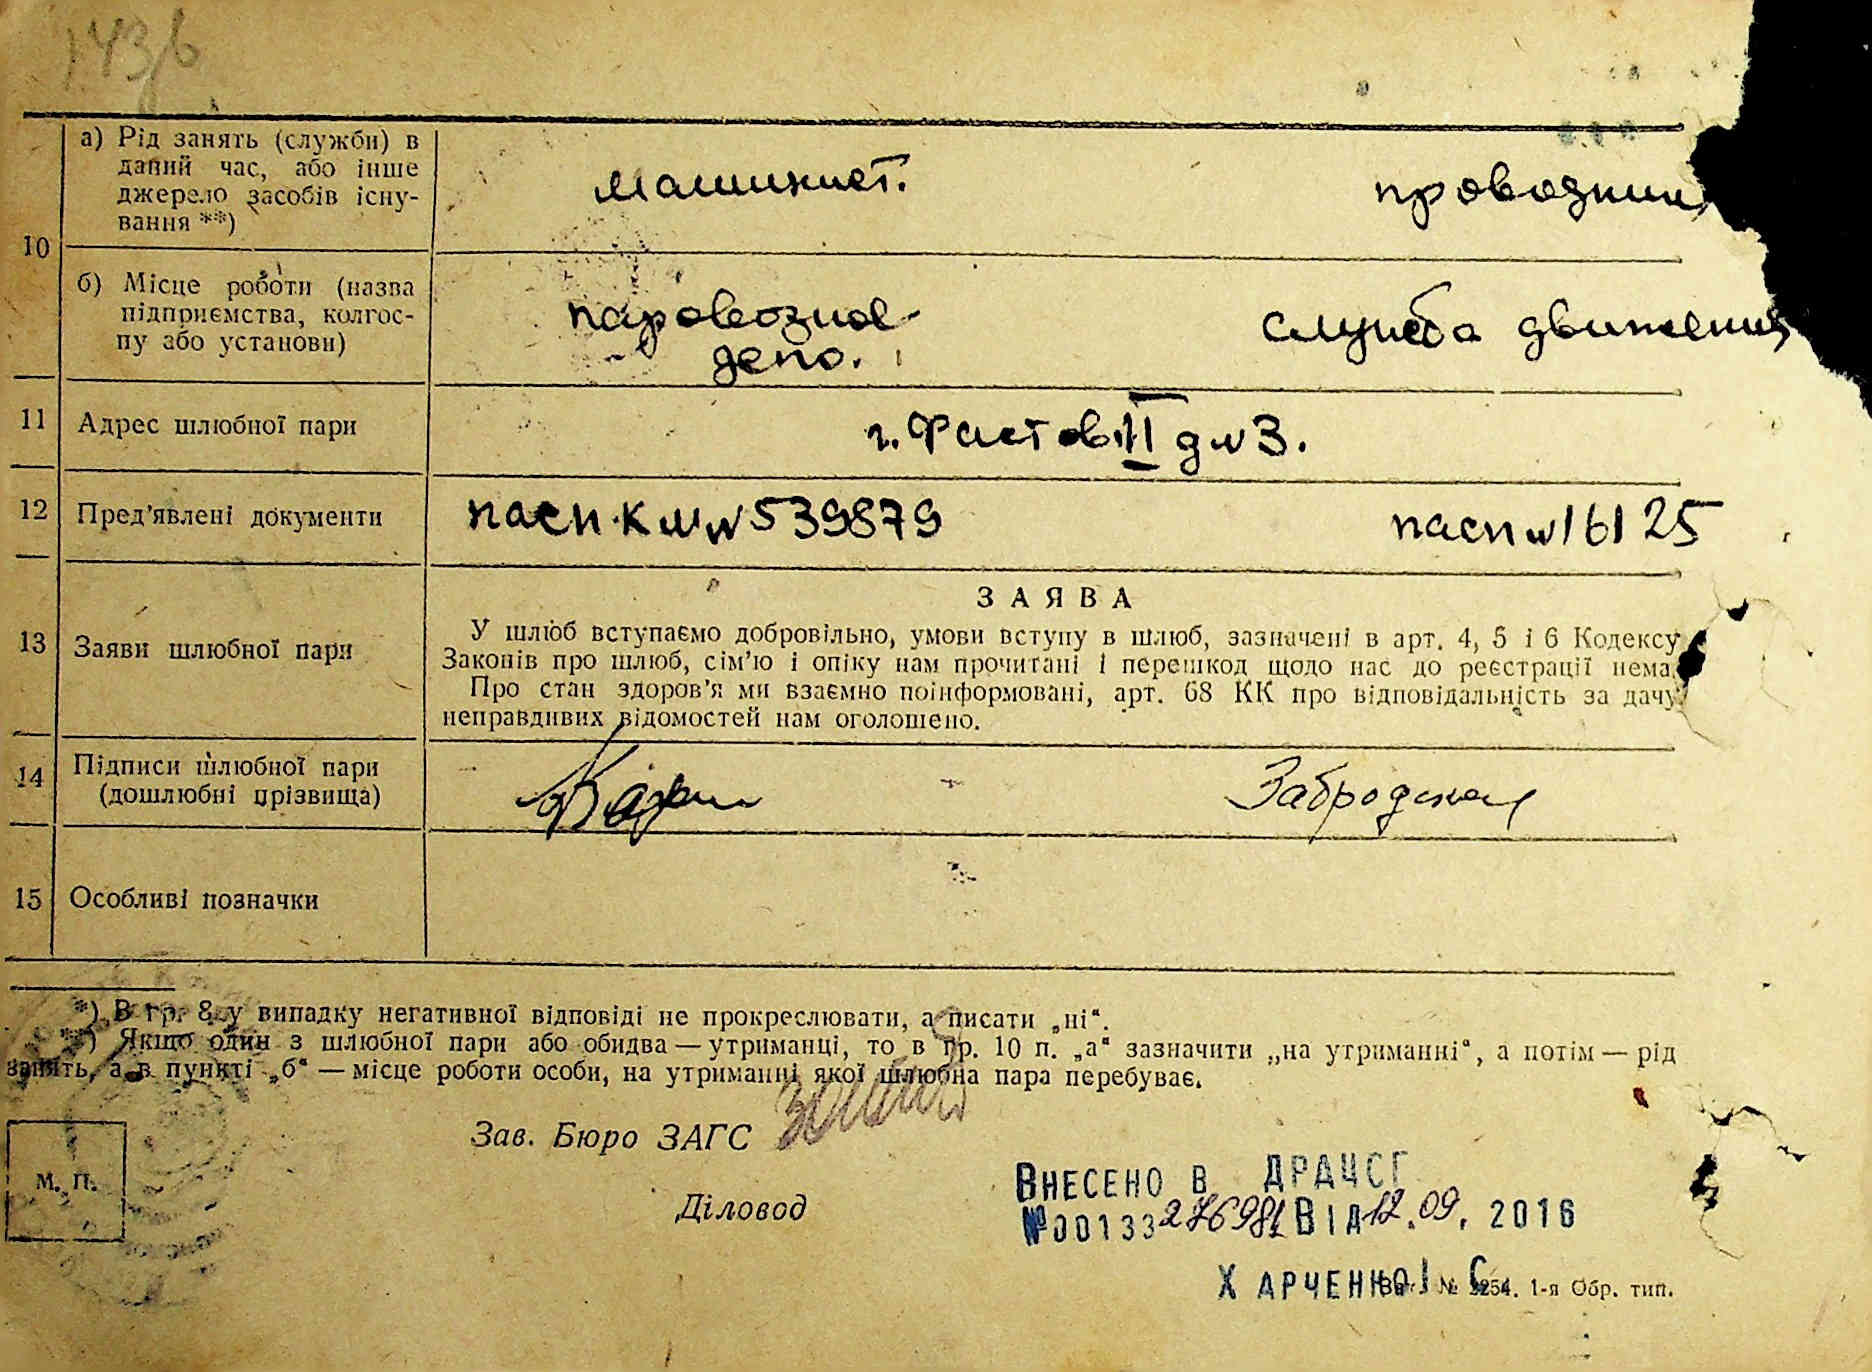 а) Рід занять (служби) в
даний час, або інше
джерело засобів існу-
вання **)
машинист.
проводник
10
б) Місце роботи (назва
підприємства, колгос-
пу або установи)
паровозное
депо.
служба движения
11 Адрес шлюбної пари
г. Фастов II д № 3.
12 Пред'явлені документи
пасп. К М № 539879
пасп № 16125
13 Заяви шлюбної пари
ЗАЯВА
У шлюб вступаємо добровільно, умови вступу в шлюб, зазначені в арт. 4, 5 і 6 Кодексу
Законів про шлюб, сім'ю і опіку нам прочитані і перешкод щодо нас до реєстрації нема.
Про стан здоров'я ми взаємно поінформовані, арт. 68 КК про відповідальність за дачу
неправдивих відомостей нам оголошено.
14 Підписи шлюбної пари
(дошлюбні прізвища)
Забродская
15 Особливі позначки
*) В гр. 8 у випадку негативної відповіді не прокреслювати, а писати „ні“.
**) Якщо один з шлюбної пари або обидва — утриманці, то в гр. 10 п. „а“ зазначити „на утриманні“, а потім — рід
занять, а в пункті „б“ — місце роботи особи, на утриманні якої шлюбна пара перебуває.
Зав. Бюро ЗАГС
М. П.
Діловод
ВНЕСЕНО В ДРАЦСГ
№00133276981 ВІД 12.09.2016
ХАРЧЕНКО І. С.
№ 2254. 1-я Обр. тип.